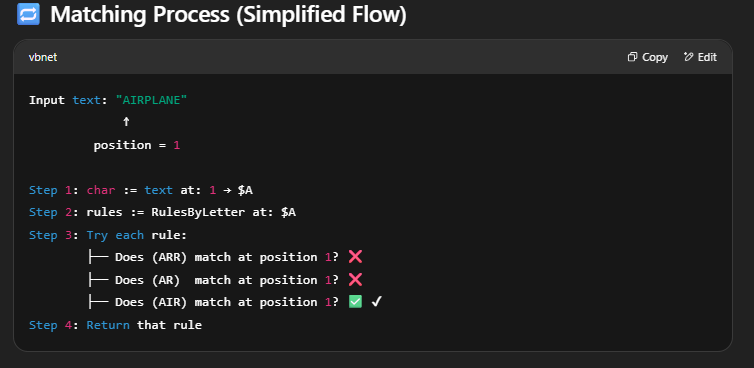 🔁 Matching Process (Simplified Flow)
vbnet Copy Edit
Input text: "AIRPLANE"
↑
position = 1
Step 1: char := text at: 1 → $A
Step 2: rules := RulesByLetter at: $A
Step 3: Try each rule:
├── Does (ARR) match at position 1? ❌
├── Does (AR)  match at position 1? ❌
├── Does (AIR) match at position 1? ✅ ✔
Step 4: Return that rule